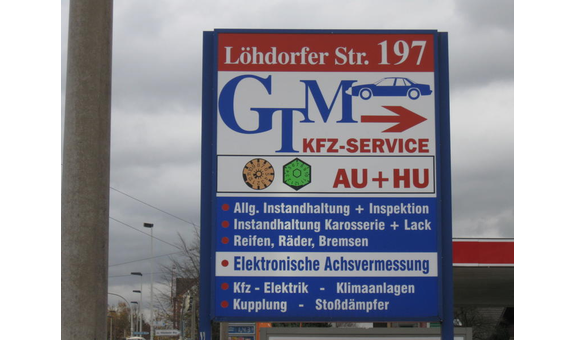 Löhdorfer Str. 197
GTM
KFZ-SERVICE
AU+HU
Allg. Instandhaltung + Inspektion
Instandhaltung Karosserie + Lack
Reifen, Räder, Bremsen
Elektronische Achsvermessung
Kfz - Elektrik - Klimaanlagen
Kupplung - Stoßdämpfer